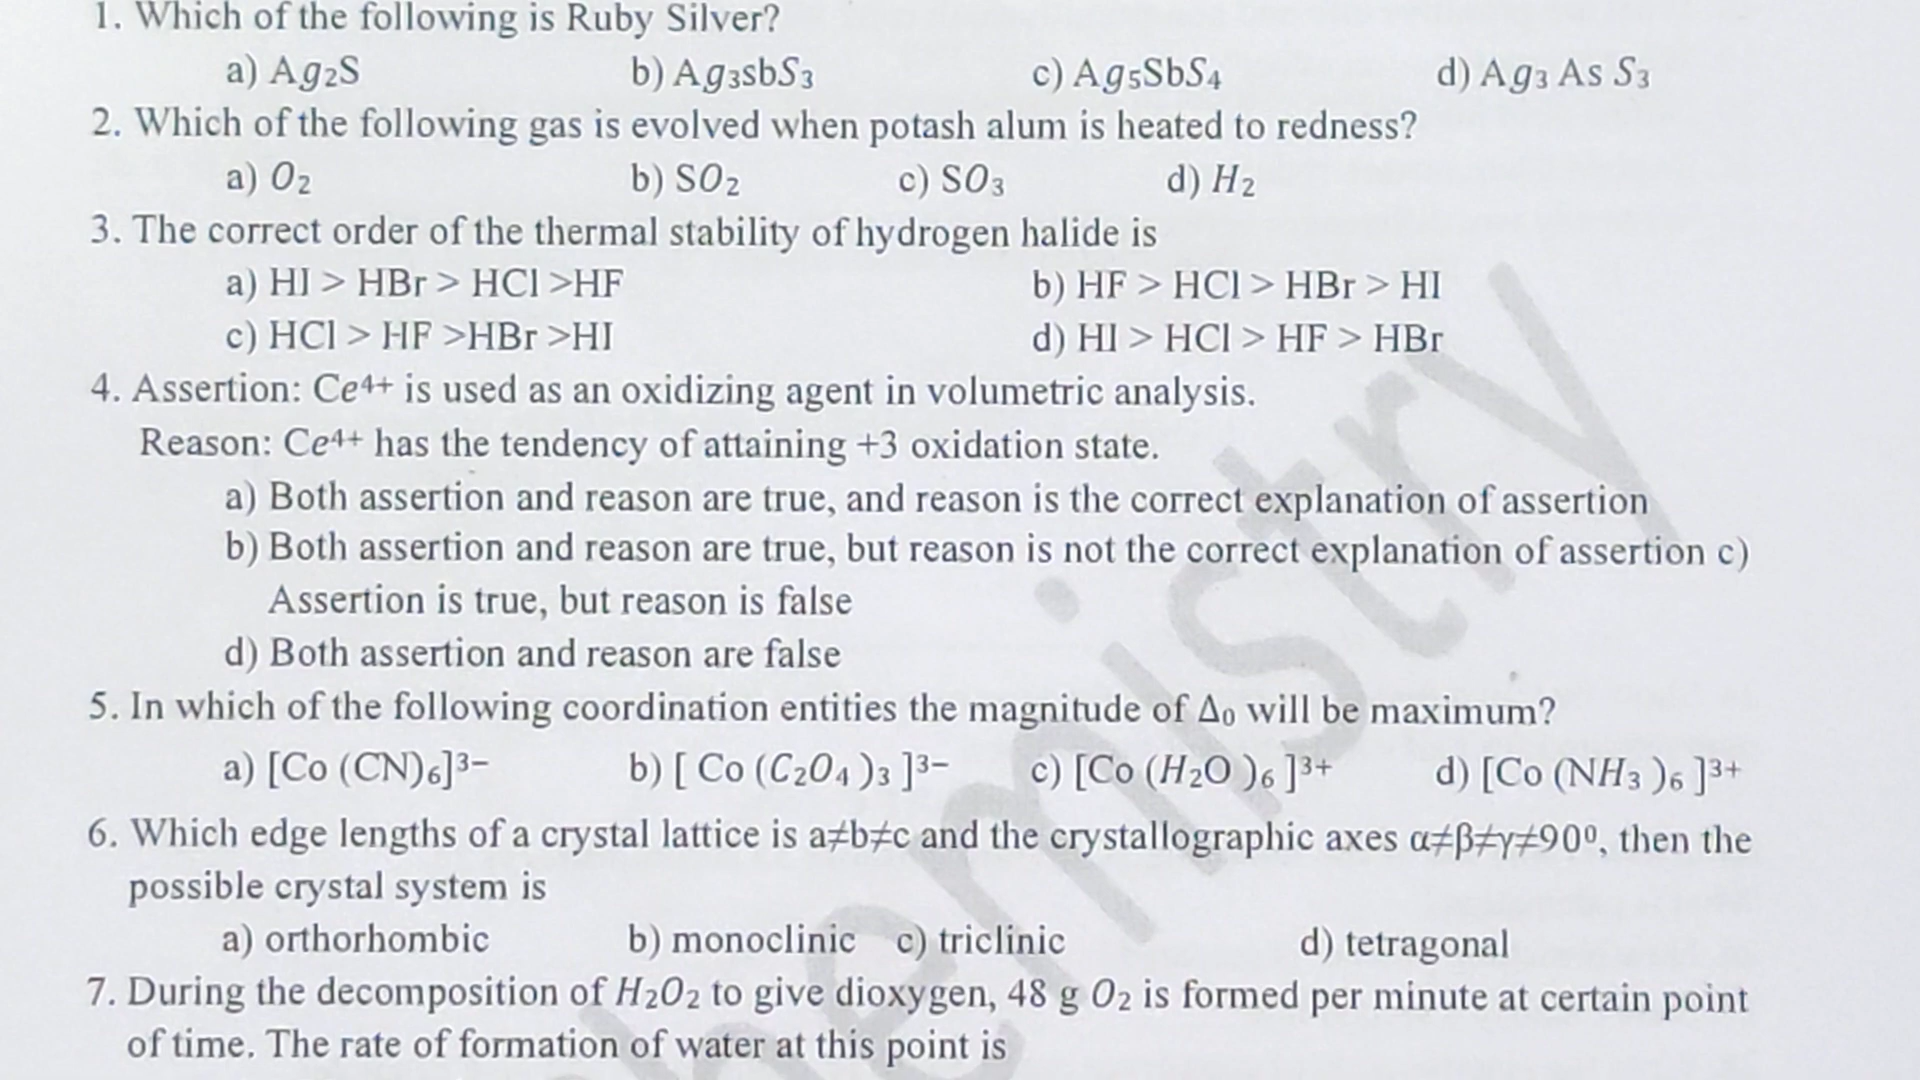 1. Which of the following is Ruby Silver?
a) Ag₂S b) Ag₃sbS₃ c) Ag₅SbS₄ d) Ag₃ As S₃
2. Which of the following gas is evolved when potash alum is heated to redness?
a) O₂ b) SO₂ c) SO₃ d) H₂
3. The correct order of the thermal stability of hydrogen halide is
a) HI > HBr > HCl >HF b) HF > HCl > HBr > HI
c) HCl > HF >HBr >HI d) HI > HCl > HF > HBr
4. Assertion: Ce⁴⁺ is used as an oxidizing agent in volumetric analysis.
Reason: Ce⁴⁺ has the tendency of attaining +3 oxidation state.
a) Both assertion and reason are true, and reason is the correct explanation of assertion
b) Both assertion and reason are true, but reason is not the correct explanation of assertion c)
Assertion is true, but reason is false
d) Both assertion and reason are false
5. In which of the following coordination entities the magnitude of Δ₀ will be maximum?
a) [Co (CN)₆]³⁻ b) [ Co (C₂O₄ )₃ ]³⁻ c) [Co (H₂O )₆ ]³⁺ d) [Co (NH₃ )₆ ]³⁺
6. Which edge lengths of a crystal lattice is a≠b≠c and the crystallographic axes α≠β≠γ≠90⁰, then the
possible crystal system is
a) orthorhombic b) monoclinic c) triclinic d) tetragonal
7. During the decomposition of H₂O₂ to give dioxygen, 48 g O₂ is formed per minute at certain point
of time. The rate of formation of water at this point is
hemistry